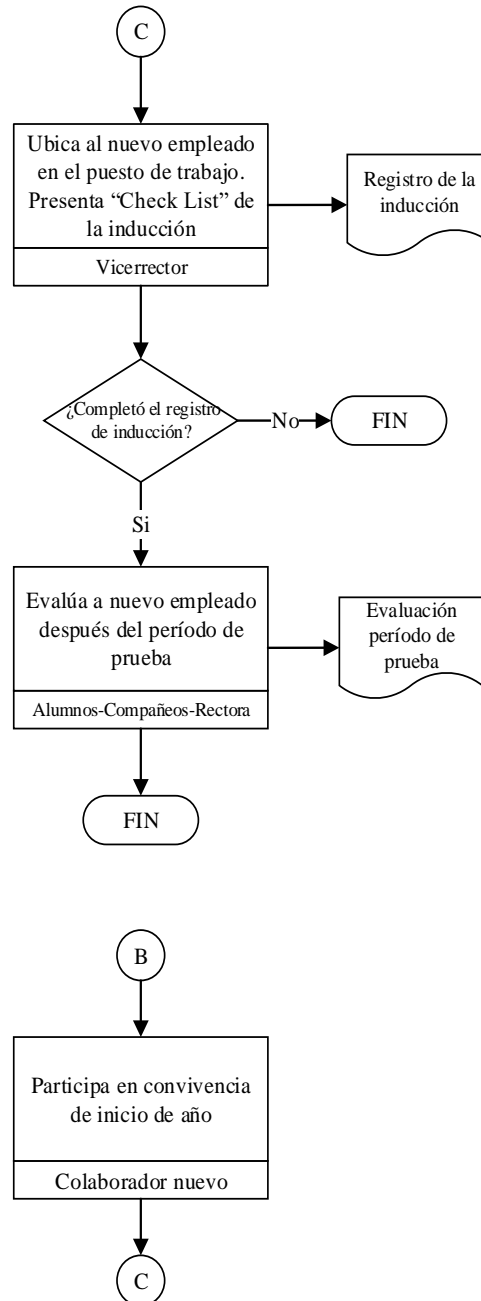 C
Ubica al nuevo empleado
en el puesto de trabajo.
Presenta “Check List” de
la inducción
Vicerrector
Registro de la
inducción
¿Completó el registro
de inducción?
No
FIN
Si
Evalúa a nuevo empleado
después del período de
prueba
Alumnos-Compañeos-Rectora
Evaluación
período de
prueba
FIN
B
Participa en convivencia
de inicio de año
Colaborador nuevo
C